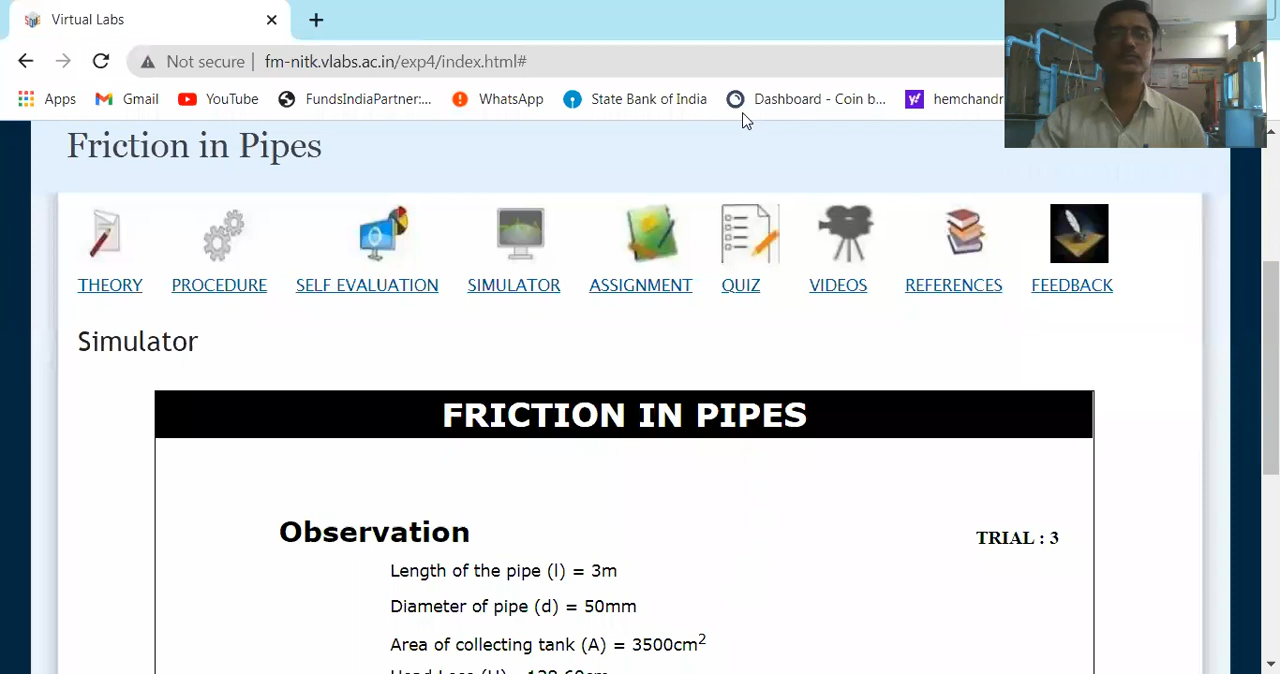 Virtual Labs
Not secure | fm-nitk.vlabs.ac.in/exp4/index.html#
Apps Gmail YouTube FundsIndiaPartner:... WhatsApp State Bank of India Dashboard - Coin b... hemchandr
Friction in Pipes
THEORY PROCEDURE SELF EVALUATION SIMULATOR ASSIGNMENT QUIZ VIDEOS REFERENCES FEEDBACK
Simulator
FRICTION IN PIPES
Observation
TRIAL : 3
Length of the pipe (l) = 3m
Diameter of pipe (d) = 50mm
Area of collecting tank (A) = 3500cm²